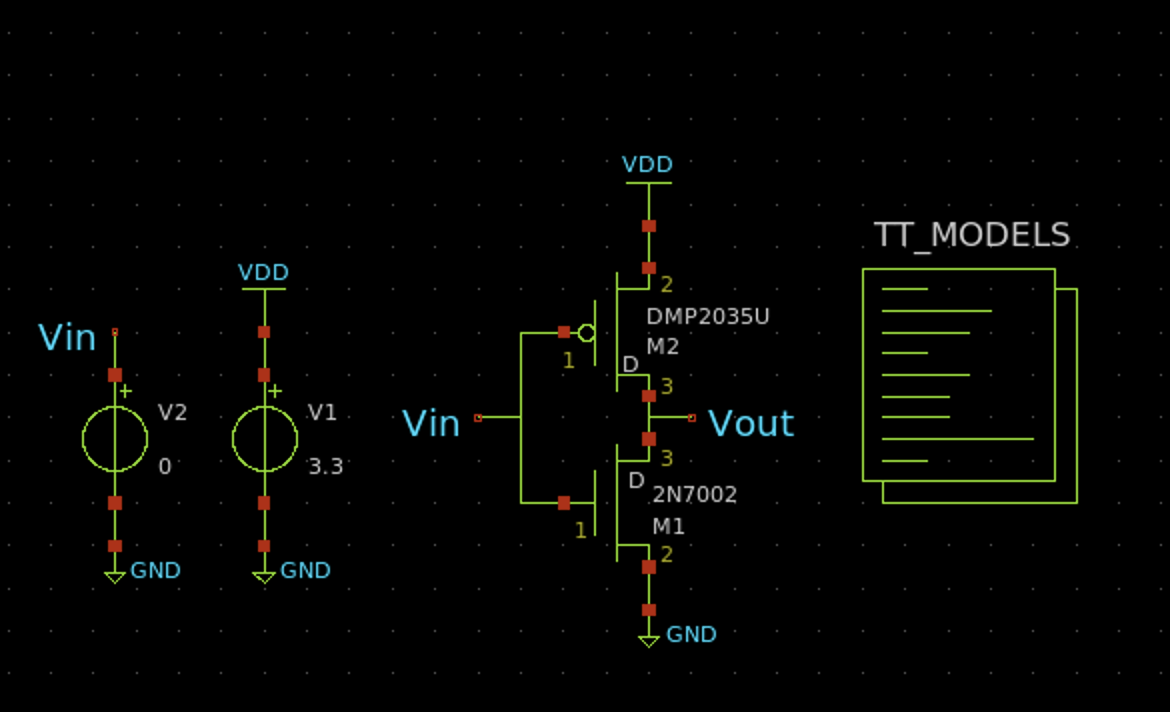 VDD
TT_MODELS
VDD
2
DMP2035U
Vin
+
V2
0
+
V1
3.3
M2
1
D
3
Vin
Vout
3
D
2N7002
1
M1
2
GND
GND
GND